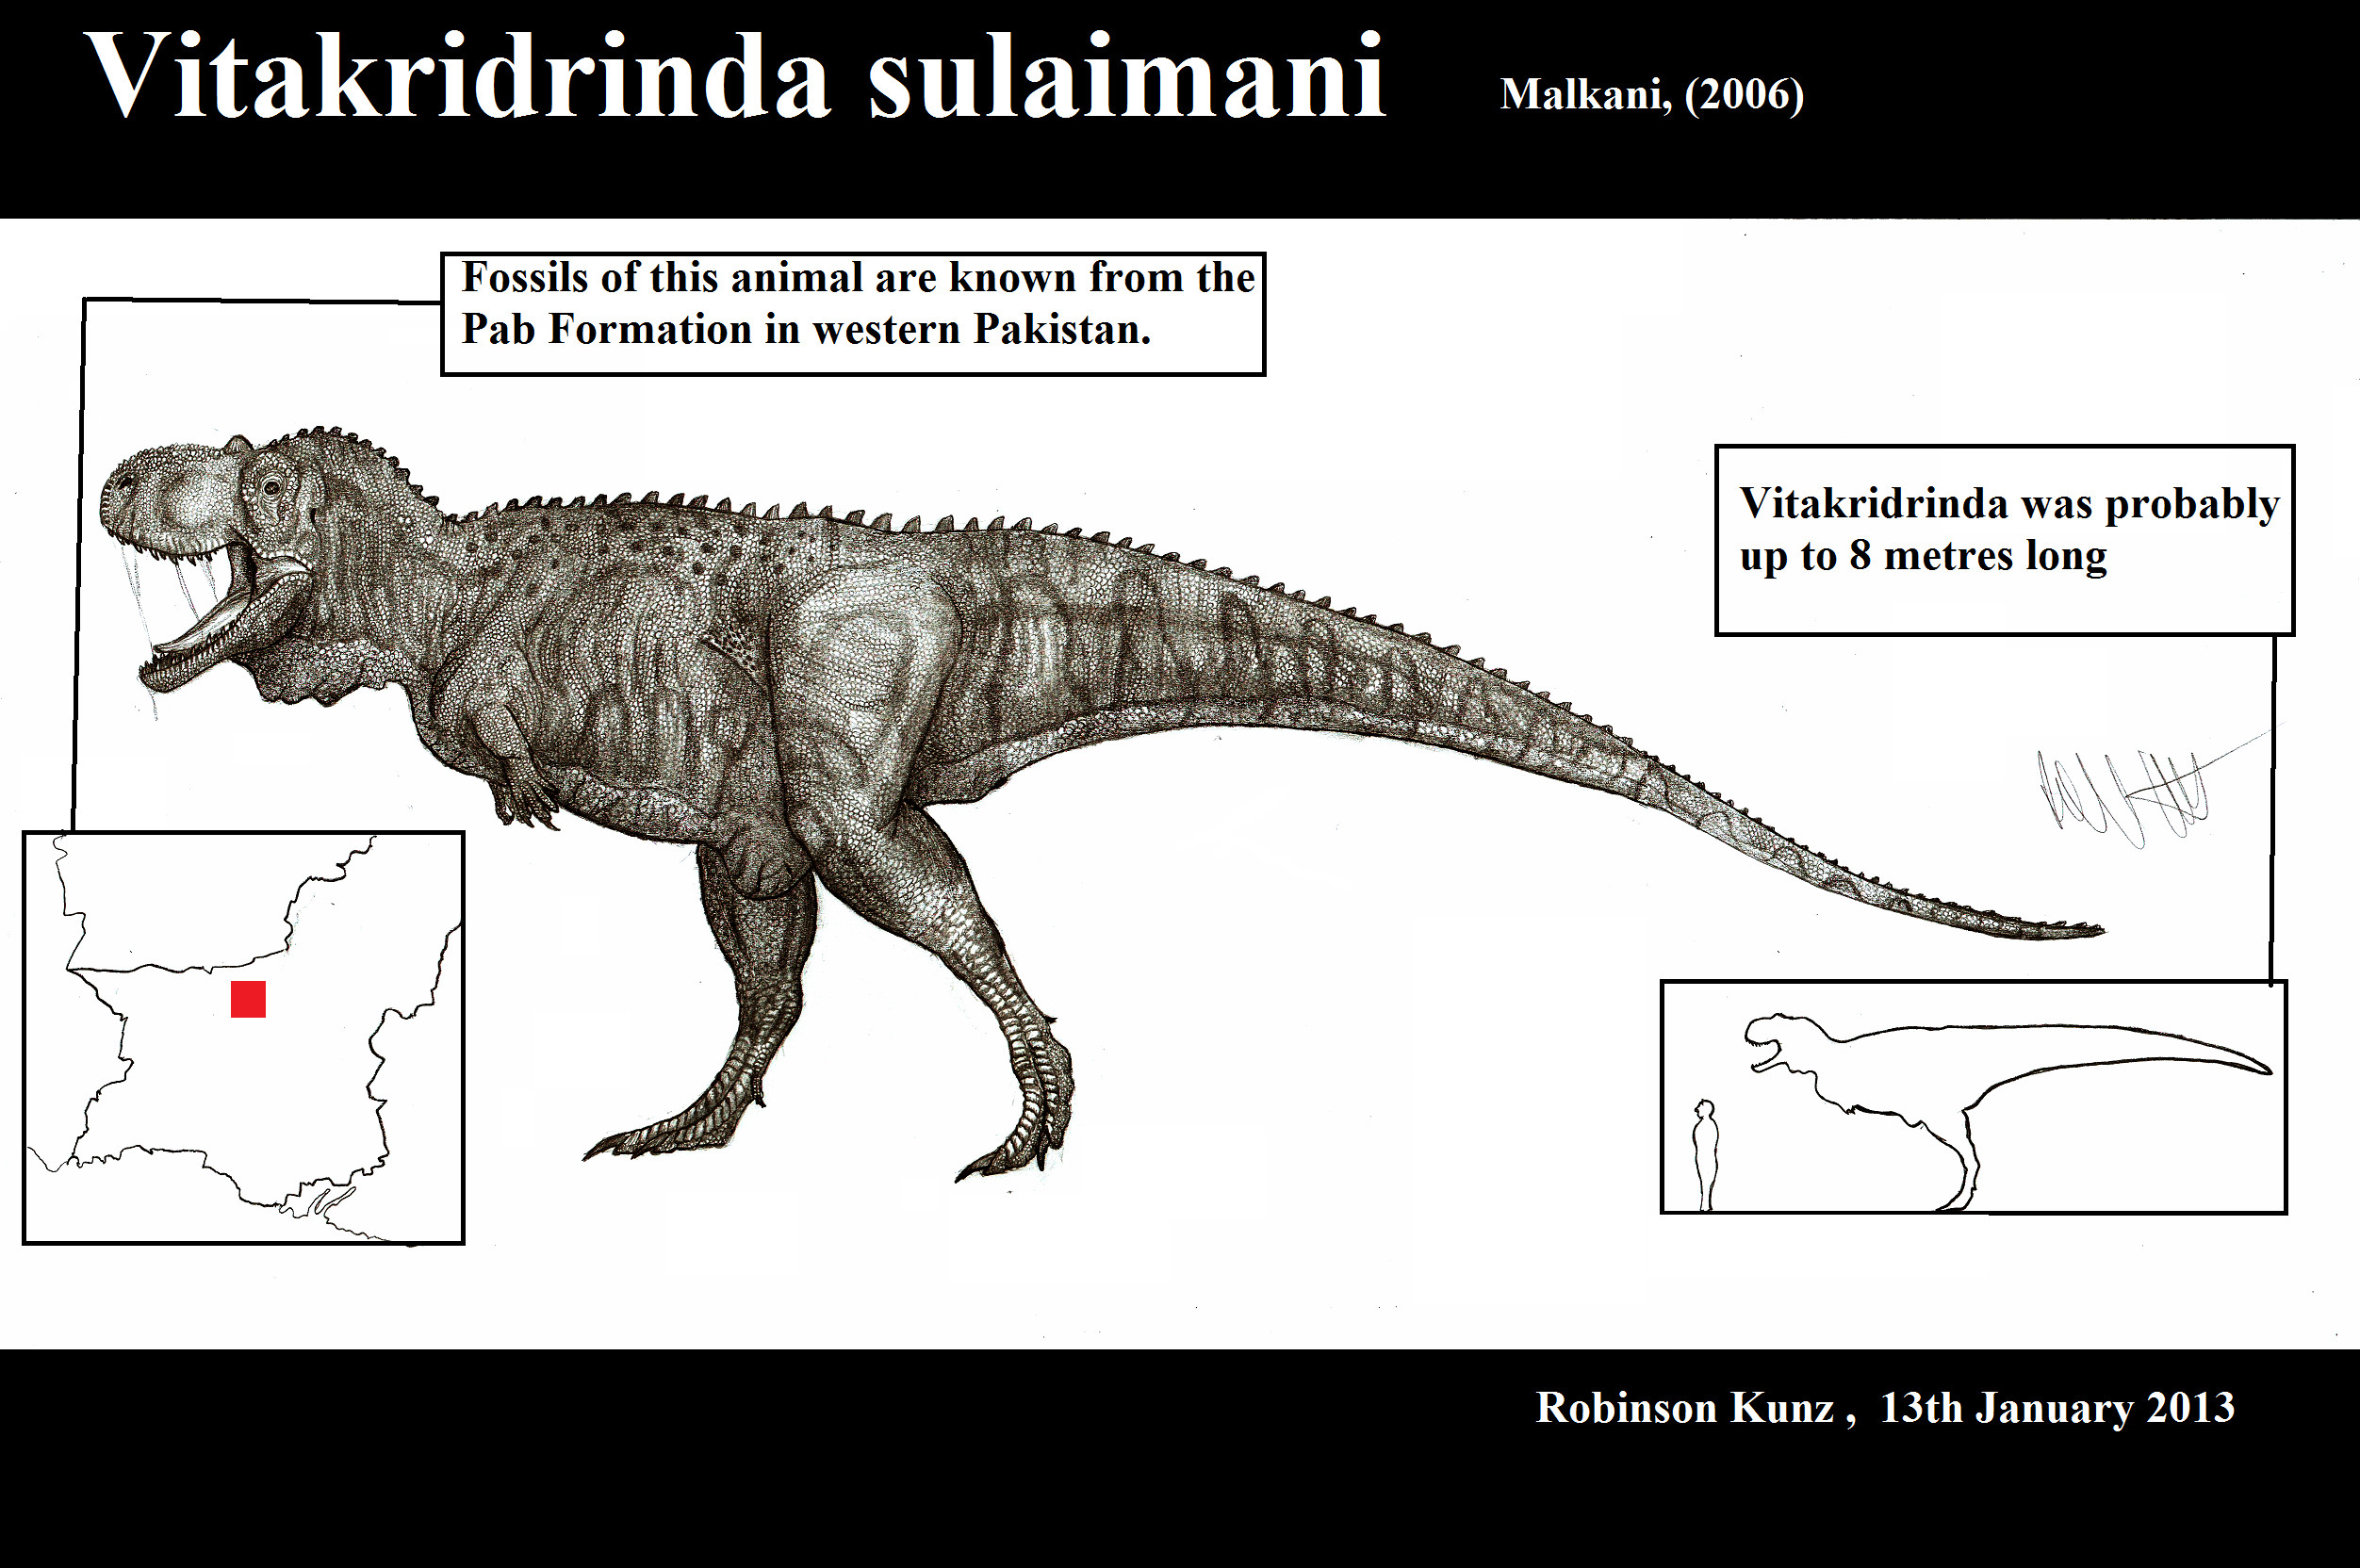 Vitakridrinda sulaimani
Malkani, (2006)
Fossils of this animal are known from the
Pab Formation in western Pakistan.
Vitakridrinda was probably
up to 8 metres long
Robinson Kunz ,  13th January 2013